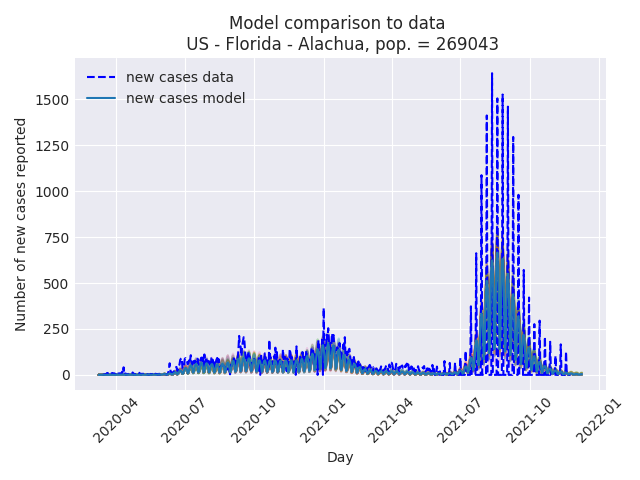 Model comparison to data
US - Florida - Alachua, pop. = 269043
new cases data
new cases model
Number of new cases reported
1500
1250
1000
750
500
250
0
2020-04
2020-07
2020-10
2021-01
2021-04
2021-07
2021-10
2022-01
Day